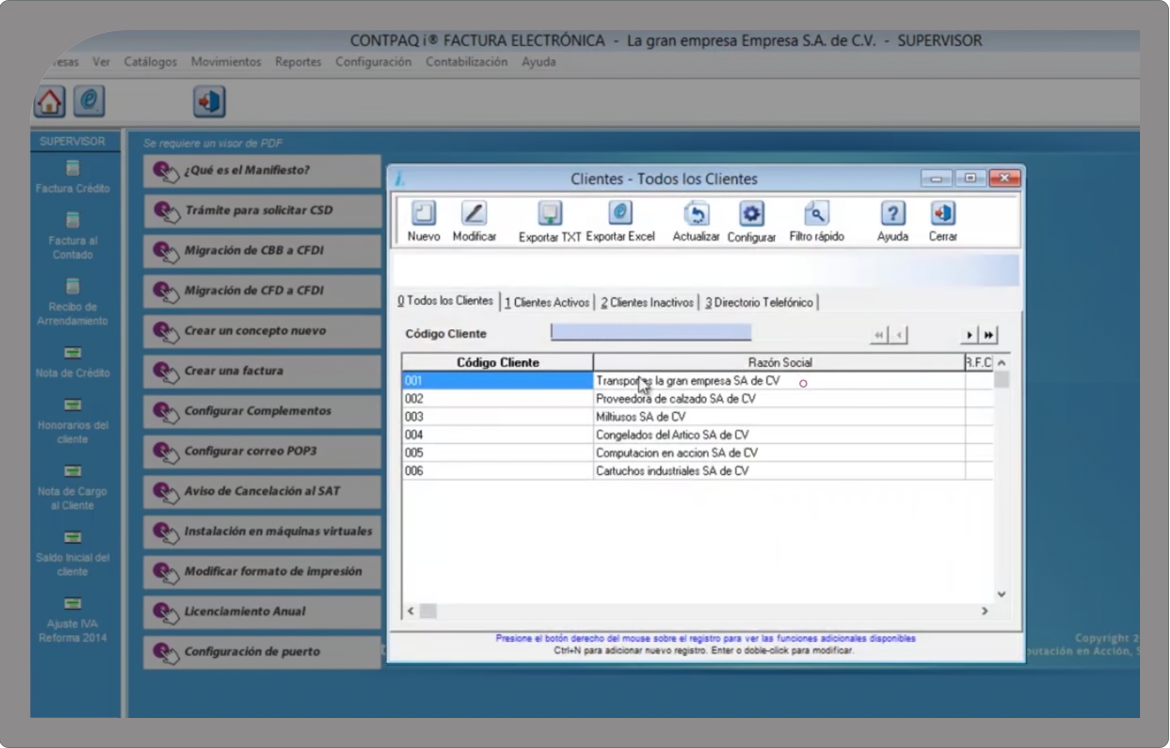 CONTPAQ i® FACTURA ELECTRÓNICA - La gran empresa Empresa S.A. de C.V. - SUPERVISOR
Ver Catálogos Movimientos Reportes Configuración Contabilización Ayuda
SUPERVISOR
Factura Crédito
Factura al
Contado
Recibo de
Arrendamiento
Nota de Crédito
Honorarios del
cliente
Nota de Cargo
al Cliente
Saldo Inicial del
cliente
Ajuste IVA
Reforma 2014
Se requiere un visor de PDF
¿Qué es el Manifiesto?
Trámite para solicitar CSD
Migración de CBB a CFDI
Migración de CFD a CFDI
Crear un concepto nuevo
Crear una factura
Configurar Complementos
Configurar correo POP3
Aviso de Cancelación al SAT
Instalación en máquinas virtuales
Modificar formato de impresión
Licenciamiento Anual
Configuración de puerto
Clientes - Todos los Clientes
Nuevo Modificar Exportar TXT Exportar Excel Actualizar Configurar Filtro rápido Ayuda Cerrar
0 Todos los Clientes 1 Clientes Activos 2 Clientes Inactivos 3 Directorio Telefónico
Código Cliente
Código Cliente Razón Social R.F.C
001 Transportes la gran empresa SA de CV
002 Proveedora de calzado SA de CV
003 Miltiusos SA de CV
004 Congelados del Artico SA de CV
005 Computacion en accion SA de CV
006 Cartuchos industriales SA de CV
Presione el botón derecho del mouse sobre el registro para ver las funciones adicionales disponibles
Ctrl+N para adicionar nuevo registro. Enter o doble-click para modificar.
Copyright 2
en Acción, S